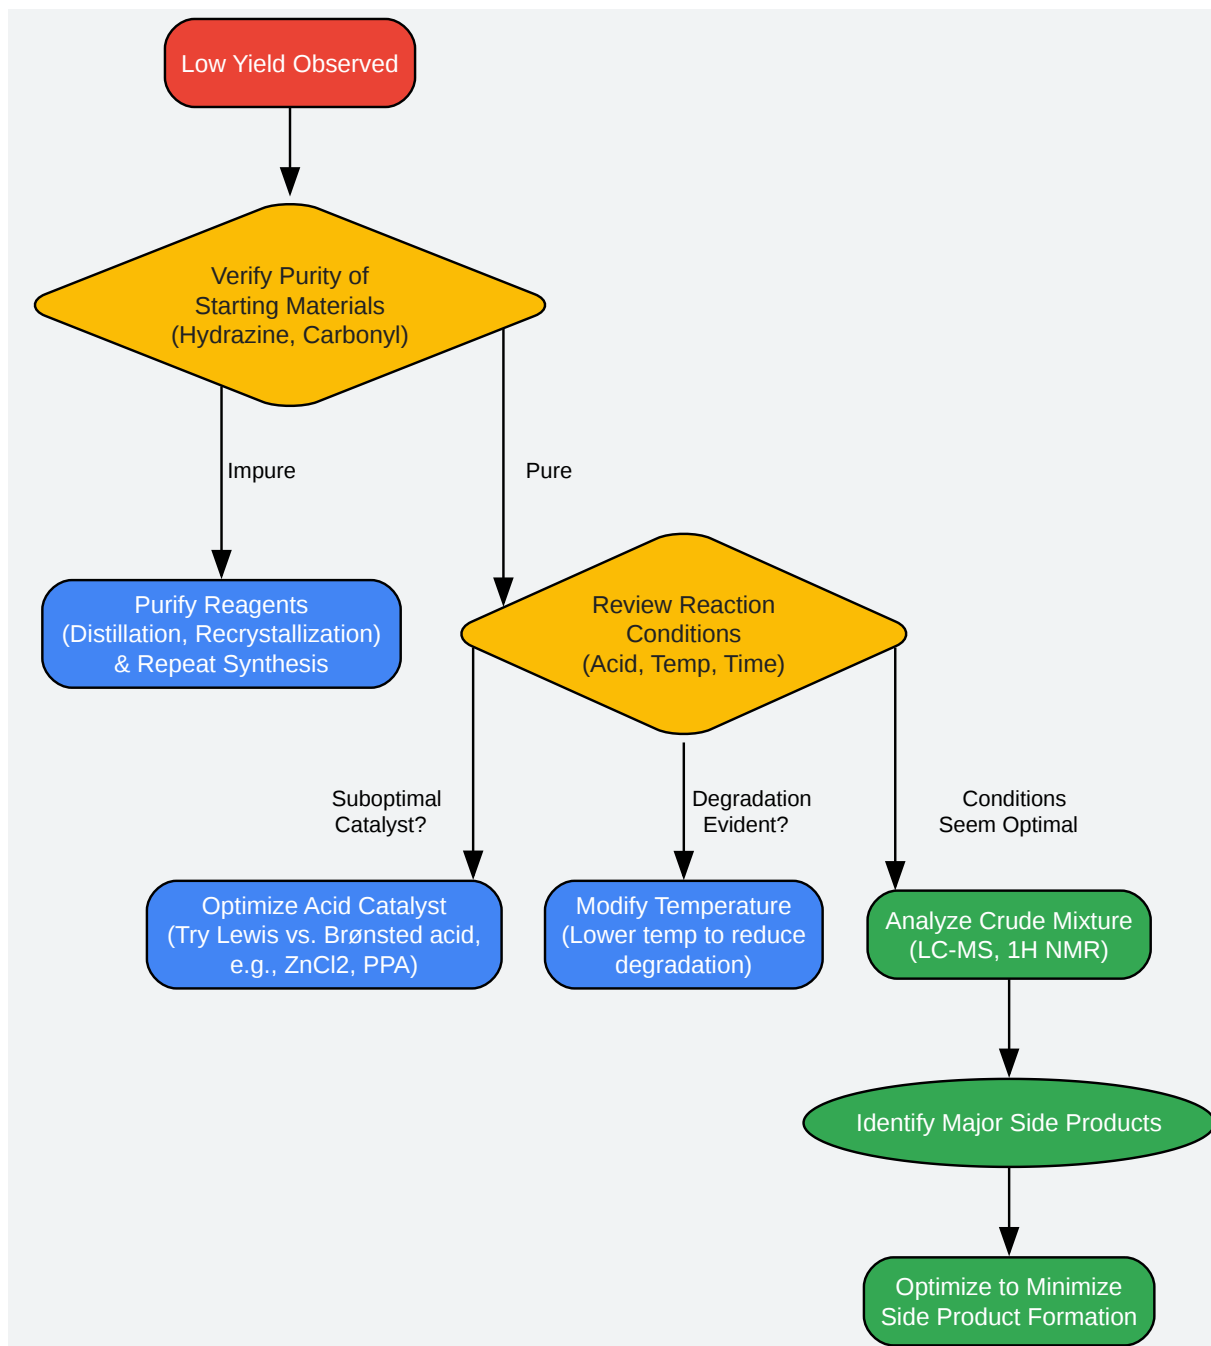 Low Yield Observed
Verify Purity of
Starting Materials
(Hydrazine, Carbonyl)
Impure
Pure
Purify Reagents
(Distillation, Recrystallization)
& Repeat Synthesis
Review Reaction
Conditions
(Acid, Temp, Time)
Suboptimal
Catalyst?
Degradation
Evident?
Conditions
Seem Optimal
Optimize Acid Catalyst
(Try Lewis vs. Brønsted acid,
e.g., ZnCl2, PPA)
Modify Temperature
(Lower temp to reduce
degradation)
Analyze Crude Mixture
(LC-MS, 1H NMR)
Identify Major Side Products
Optimize to Minimize
Side Product Formation